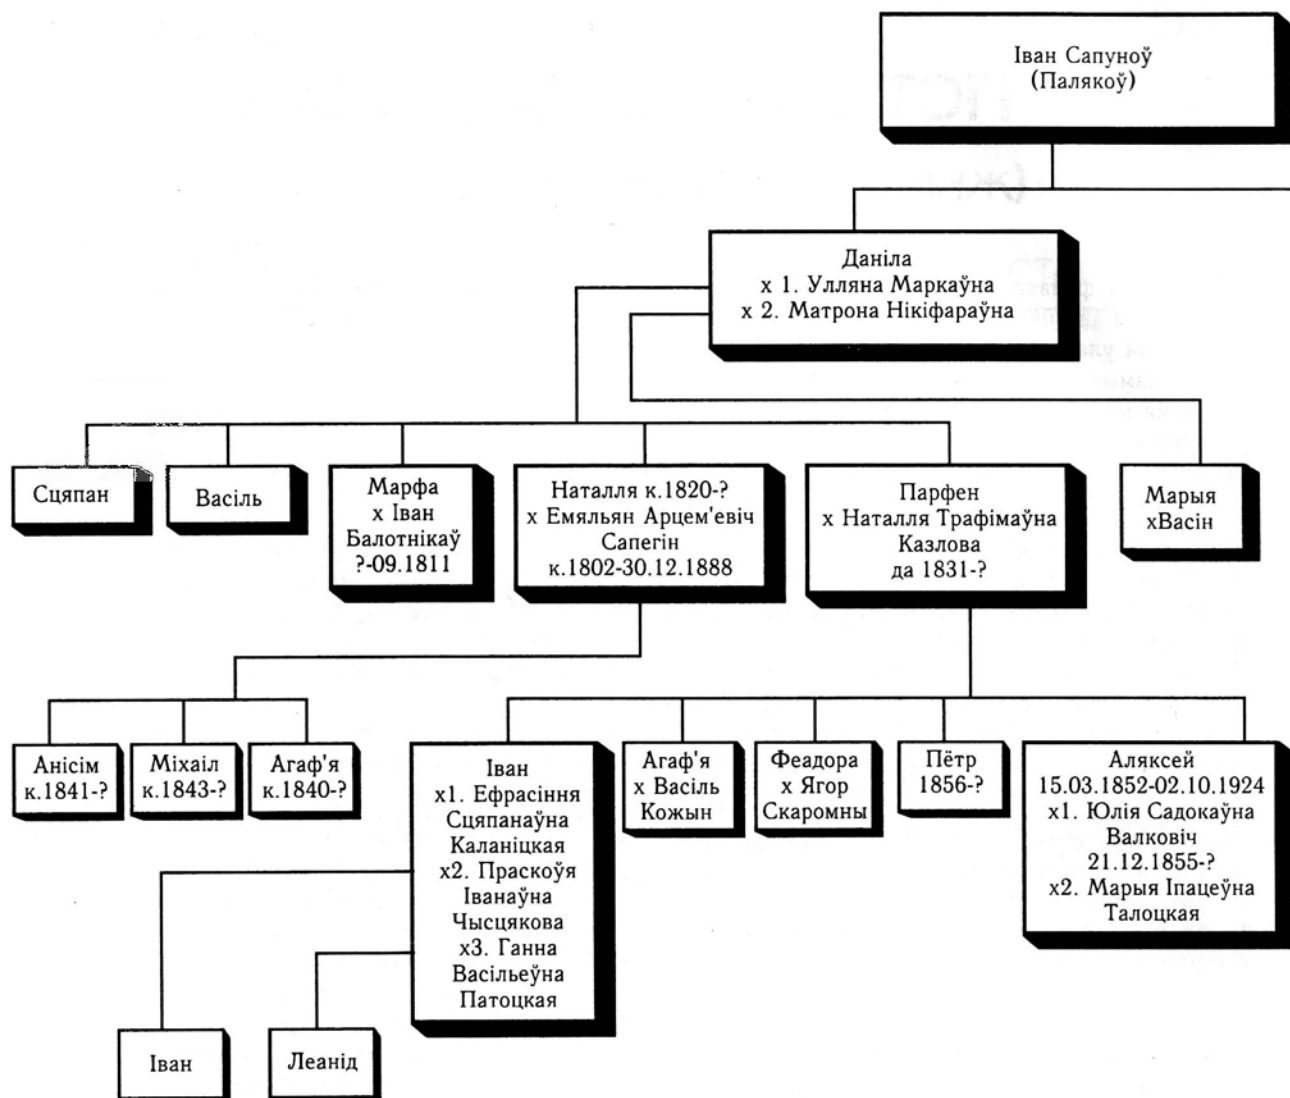 Іван Сапуноў
(Палякоў)
Даніла
х 1. Улляна Маркаўна
х 2. Матрона Нікіфараўна
Сцяпан
Васіль
Марфа
х Іван
Балотнікаў
?-09.1811
Наталля к.1820-?
х Емяльян Арцем'евіч
Сапегін
к.1802-30.12.1888
Парфен
х Наталля Трафімаўна
Казлова
да 1831-?
Марыя
хВасін
Анісім
к.1841-?
Міхаіл
к.1843-?
Агаф'я
к.1840-?
Іван
х1. Ефрасіння
Сцяпанаўна
Каланіцкая
х2. Праскоўя
Іванаўна
Чысцякова
х3. Ганна
Васільеўна
Патоцкая
Агаф'я
х Васіль
Кожын
Феадора
х Ягор
Скаромны
Пётр
1856-?
Аляксей
15.03.1852-02.10.1924
х1. Юлія Садокаўна
Валковіч
21.12.1855-?
х2. Марыя Іпацеўна
Талоцкая
Іван
Леанід